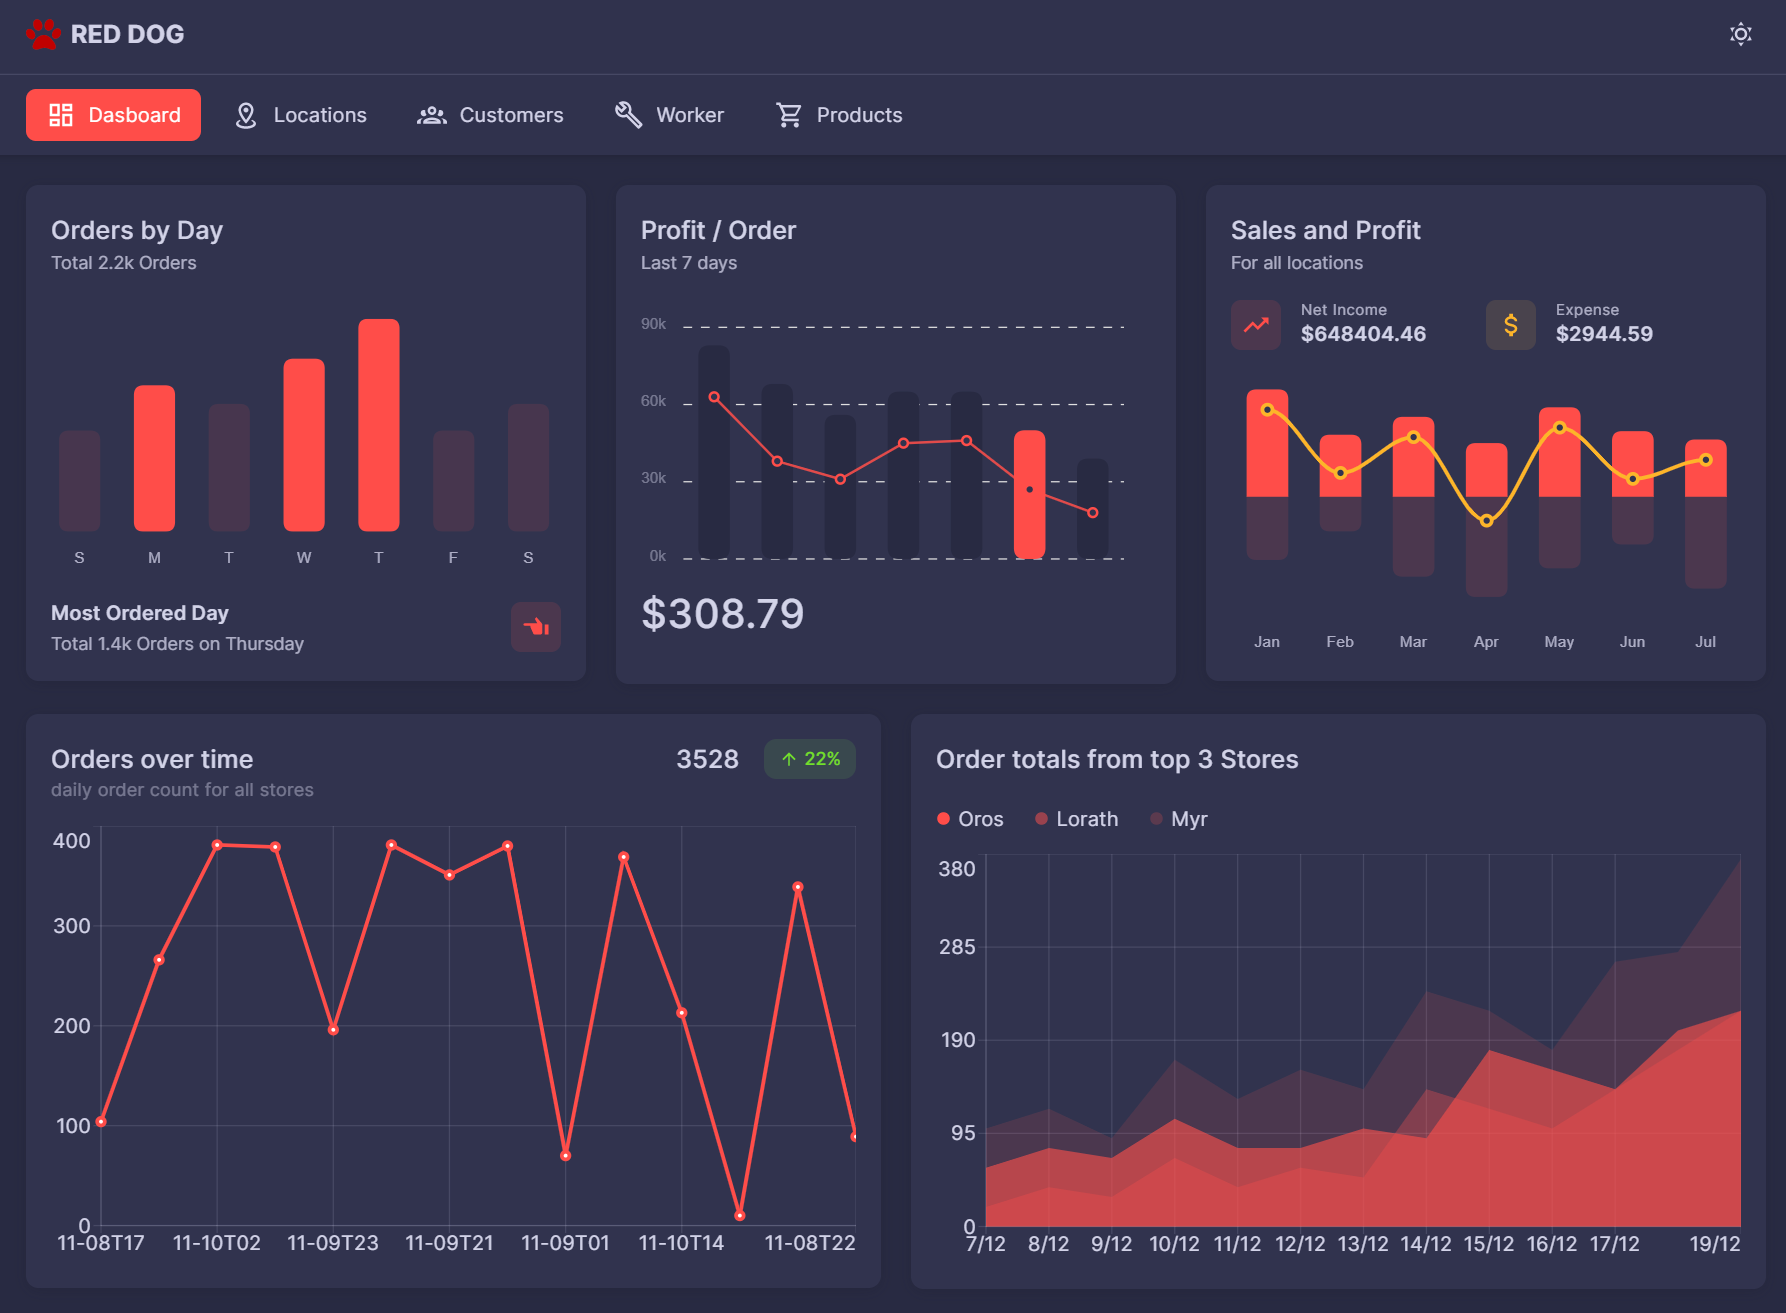 RED DOG
Dasboard Locations Customers Worker Products
Orders by Day
Total 2.2k Orders
S M T W T F S
Most Ordered Day
Total 1.4k Orders on Thursday
Profit / Order
Last 7 days
90k
60k
30k
0k
$308.79
Sales and Profit
For all locations
Net Income
$648404.46
Expense
$2944.59
Jan Feb Mar Apr May Jun Jul
Orders over time
daily order count for all stores
3528
22%
400
300
200
100
0
11-08T17 11-10T02 11-09T23 11-09T21 11-09T01 11-10T14 11-08T22
Order totals from top 3 Stores
Oros Lorath Myr
380
285
190
95
0
7/12 8/12 9/12 10/12 11/12 12/12 13/12 14/12 15/12 16/12 17/12 19/12